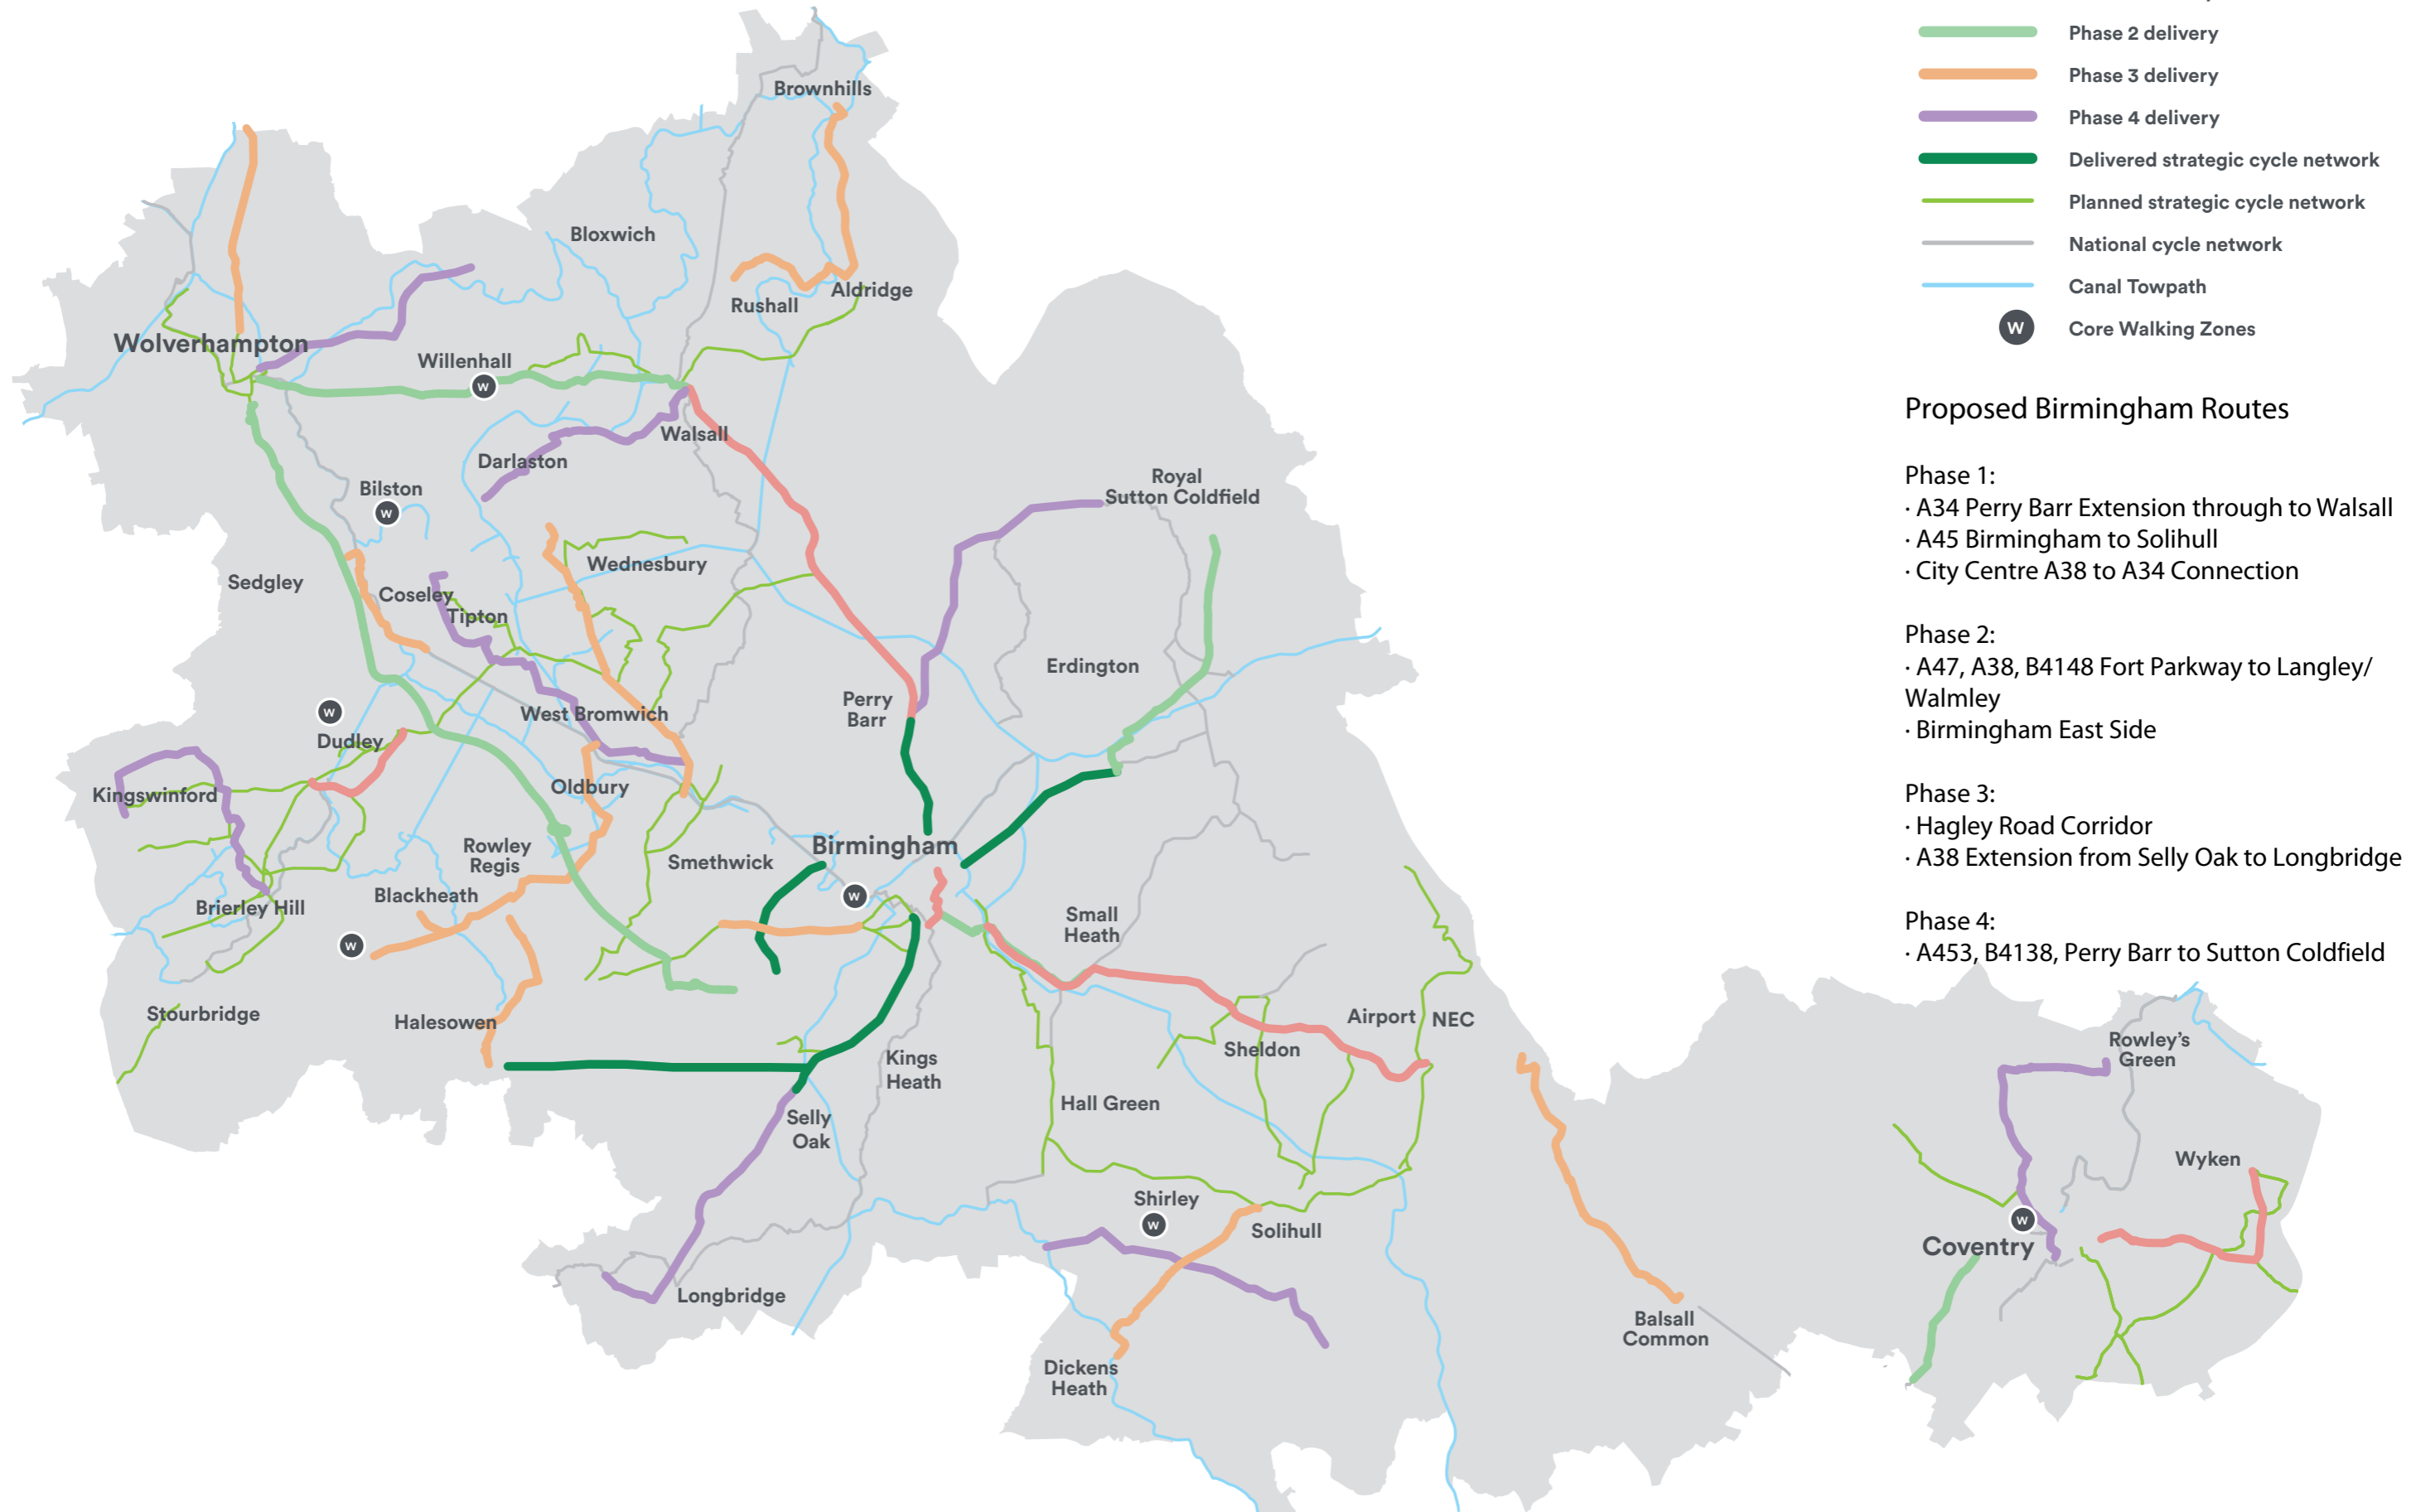 Phase 2 delivery
Phase 3 delivery
Phase 4 delivery
Delivered strategic cycle network
Planned strategic cycle network
National cycle network
Canal Towpath
W Core Walking Zones
Proposed Birmingham Routes
Phase 1:
· A34 Perry Barr Extension through to Walsall
· A45 Birmingham to Solihull
· City Centre A38 to A34 Connection
Phase 2:
· A47, A38, B4148 Fort Parkway to Langley/
Walmley
· Birmingham East Side
Phase 3:
· Hagley Road Corridor
· A38 Extension from Selly Oak to Longbridge
Phase 4:
· A453, B4138, Perry Barr to Sutton Coldfield
Brownhills
Bloxwich
Rushall
Aldridge
Wolverhampton
Willenhall
W
Walsall
Darlaston
Bilston
W
Royal
Sutton Coldfield
Wednesbury
Sedgley
Coseley
Tipton
Erdington
Perry
Barr
W
Dudley
West Bromwich
Kingswinford
Oldbury
Rowley
Regis
Smethwick
Birmingham
W
Blackheath
Brierley Hill
W
Small
Heath
Stourbridge
Halesowen
Airport
NEC
Sheldon
Kings
Heath
Hall Green
Selly
Oak
Rowley's
Green
Wyken
Shirley
W
Solihull
W
Coventry
Longbridge
Balsall
Common
Dickens
Heath